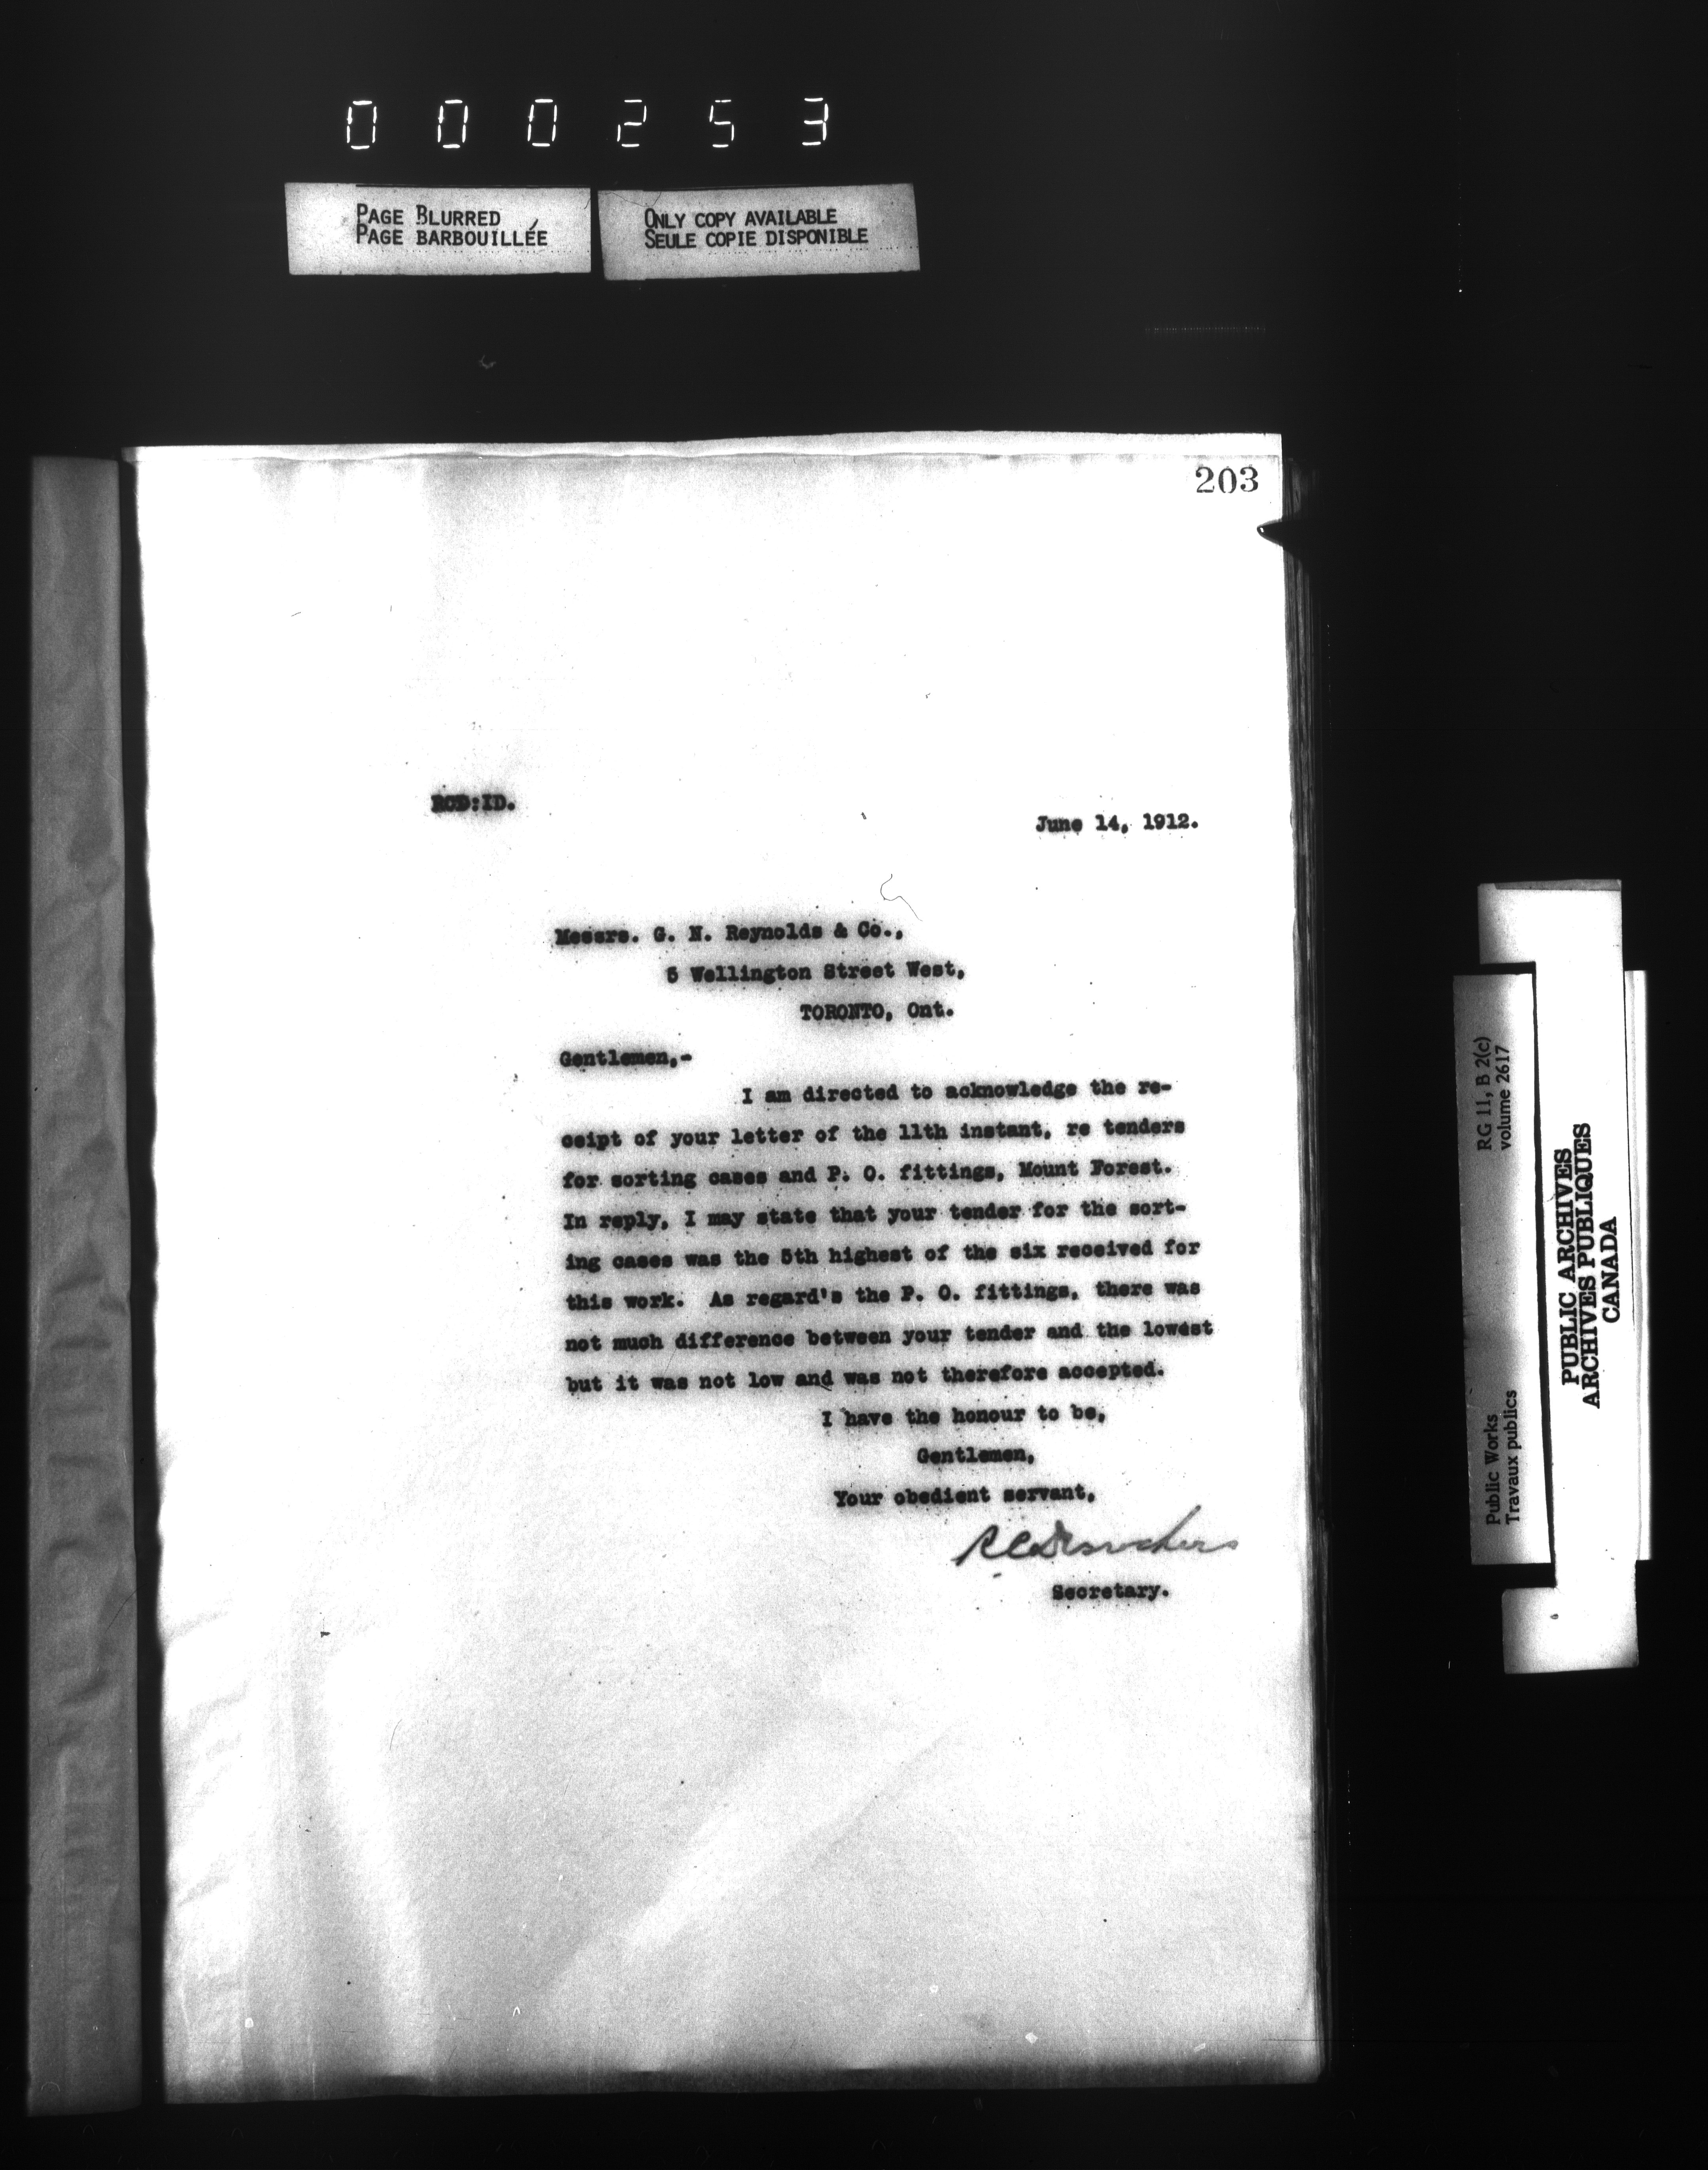 000253
PAGE BLURRED
PAGE BARBOUILLÉE
ONLY COPY AVAILABLE
SEULE COPIE DISPONIBLE
203
RCD:ID.
June 14, 1912.
Messrs. G. N. Reynolds & Co.,
5 Wellington Street West,
TORONTO, Ont.
Gentlemen,-
I am directed to acknowledge the re-
ceipt of your letter of the 11th instant, re tenders
for sorting cases and P. O. fittings, Mount Forest.
In reply, I may state that your tender for the sort-
ing cases was the 5th highest of the six received for
this work. As regard's the P. O. fittings, there was
not much difference between your tender and the lowest
but it was not low and was not therefore accepted.
I have the honour to be,
Gentlemen,
Your obedient servant,
RCDesrochers
Secretary.
RG 11, B 2(c)
volume 2617
Public Works
Travaux publics
PUBLIC ARCHIVES
ARCHIVES PUBLIQUES
CANADA